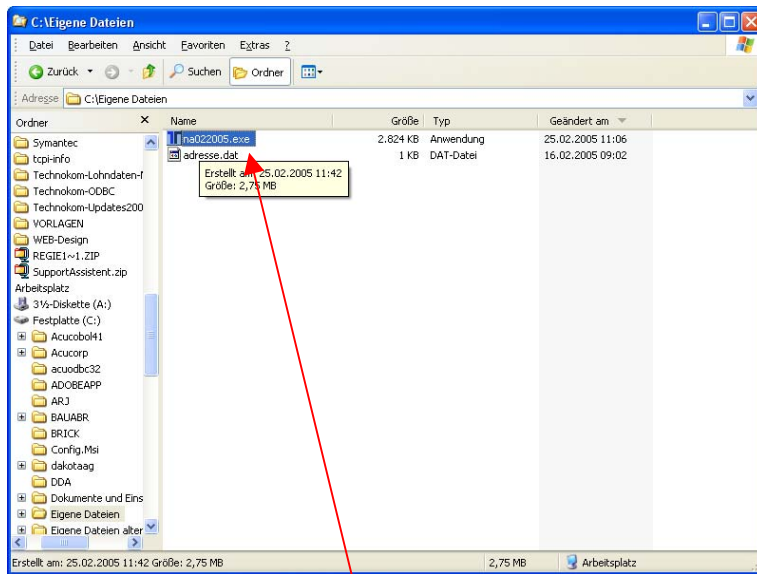 C:\Eigene Dateien
Datei Bearbeiten Ansicht Favoriten Extras ?
Zurück Suchen Ordner
Adresse C:\Eigene Dateien
Ordner × Name Größe Typ Geändert am
na022005.exe 2.824 KB Anwendung 25.02.2005 11:06
adresse.dat 1 KB DAT-Datei 16.02.2005 09:02
Erstellt am: 25.02.2005 11:42
Größe: 2,75 MB
Symantec
tcpi-info
Technokom-Lohndaten-
Technokom-ODBC
Technokom-Updates200
VORLAGEN
WEB-Design
REGIE1~1.ZIP
SupportAssistent.zip
Arbeitsplatz
3½-Diskette (A:)
Festplatte (C:)
Acucobol41
Acucorp
acuodbc32
ADOBEAPP
ARJ
BAUABR
BRICK
Config.Msi
dakotaag
DDA
Dokumente und Eins
Eigene Dateien
Eigene Dateien alter
Erstellt am: 25.02.2005 11:42 Größe: 2,75 MB 2,75 MB Arbeitsplatz